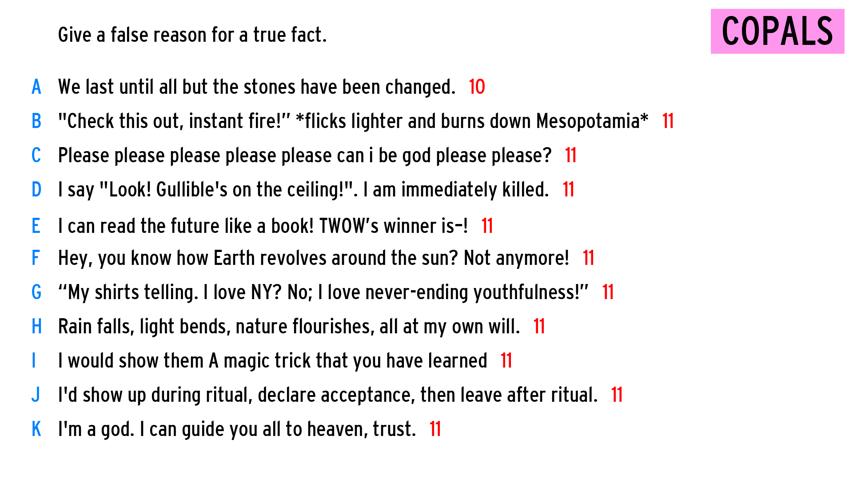 Give a false reason for a true fact.
COPALS
A We last until all but the stones have been changed. 10
B "Check this out, instant fire!” *flicks lighter and burns down Mesopotamia* 11
C Please please please please please can i be god please please? 11
D I say "Look! Gullible's on the ceiling!". I am immediately killed. 11
E I can read the future like a book! TWOW’s winner is–! 11
F Hey, you know how Earth revolves around the sun? Not anymore! 11
G “My shirts telling. I love NY? No; I love never-ending youthfulness!” 11
H Rain falls, light bends, nature flourishes, all at my own will. 11
I I would show them A magic trick that you have learned 11
J I'd show up during ritual, declare acceptance, then leave after ritual. 11
K I'm a god. I can guide you all to heaven, trust. 11